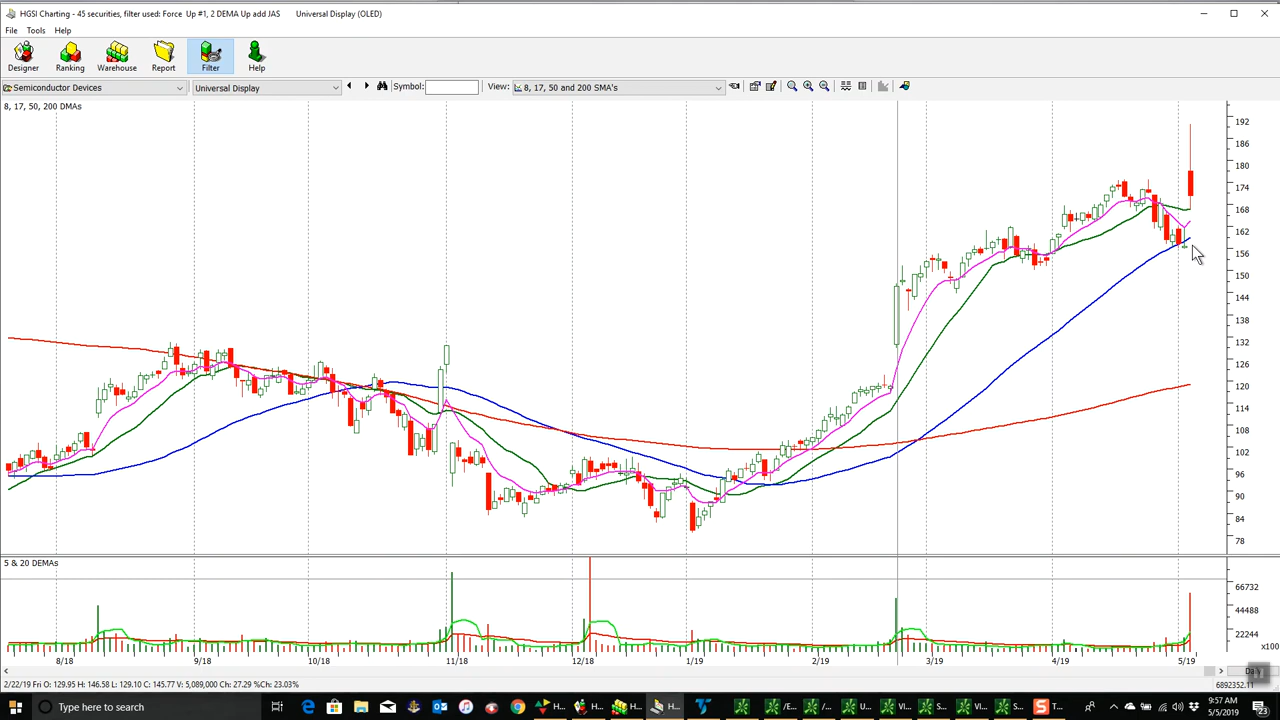 HGSI Charting - 45 securities, filter used: Force Up #1, 2 DEMA Up add JAS Universal Display (OLED)
File Tools Help
Designer Ranking Warehouse Report Filter Help
Semiconductor Devices Universal Display Symbol: View: 8, 17, 50 and 200 SMA's
8, 17, 50, 200 DMAs
192
186
180
174
168
162
156
150
144
138
132
126
120
114
108
102
96
90
84
78
5 & 20 DEMAs
66732
44488
22244
x100
8/18 9/18 10/18 11/18 12/18 1/19 2/19 3/19 4/19 5/19
2/22/19 Fri O: 129.95 H: 146.58 L: 129.10 C: 145.77 V: 5,089,000 Ch: 27.29 %Ch: 23.03% 6892352.11
Type here to search H... H... H... H... /... /... U... VI... S... VI... S... T...
9:57 AM
5/5/2019